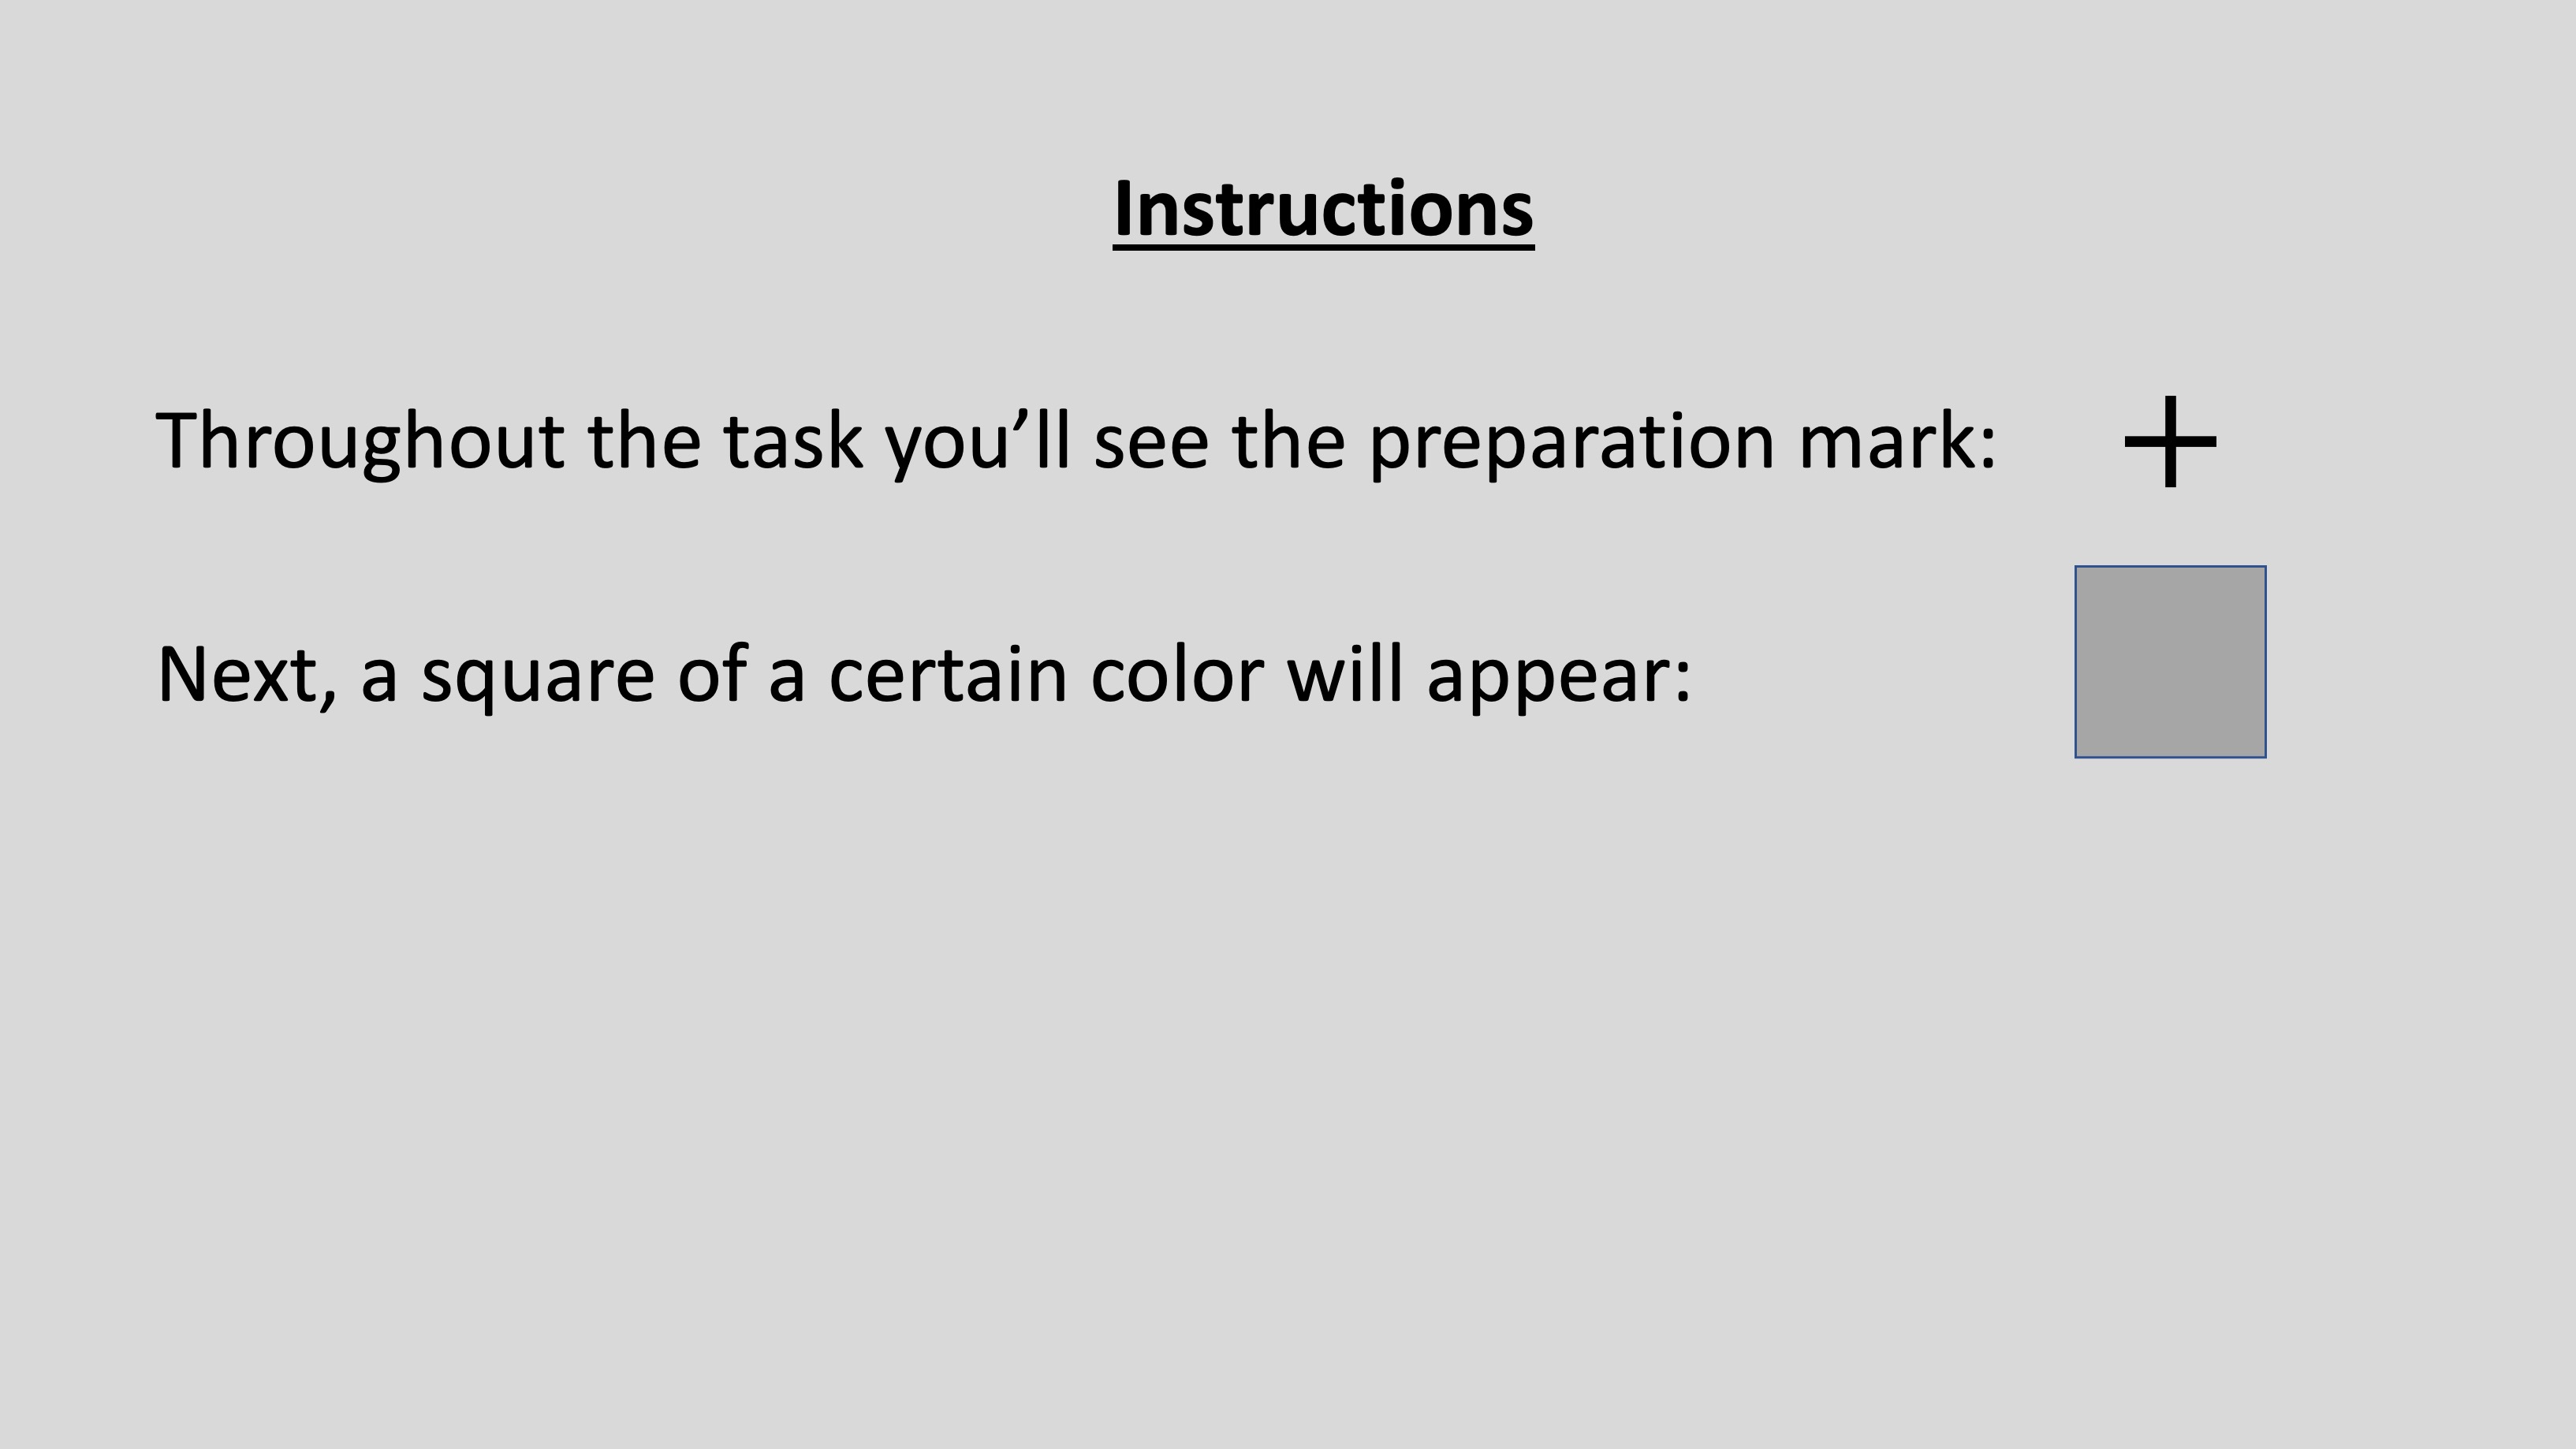 Instructions
Throughout the task you’ll see the preparation mark: +
Next, a square of a certain color will appear: